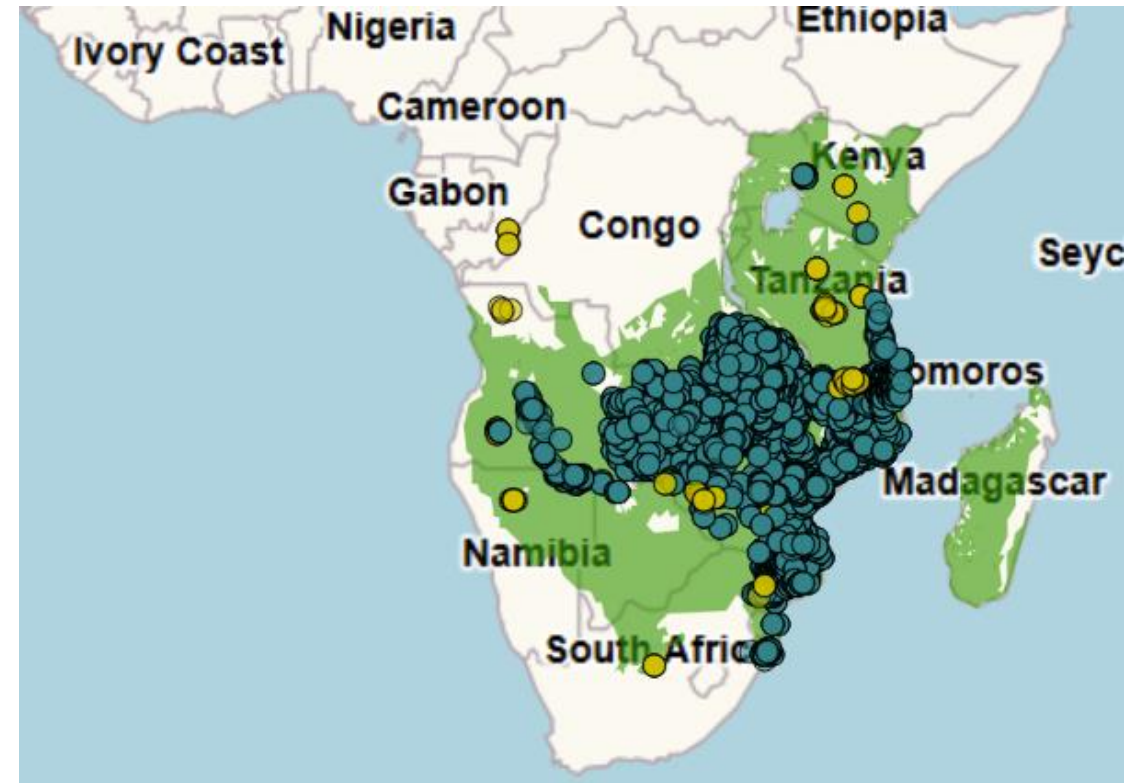 Ethiopia
Nigeria
Ivory Coast
Cameroon
Kenya
Gabon
Congo
Seyc
Tanzania
omoros
Madagascar
Namibia
South Afric